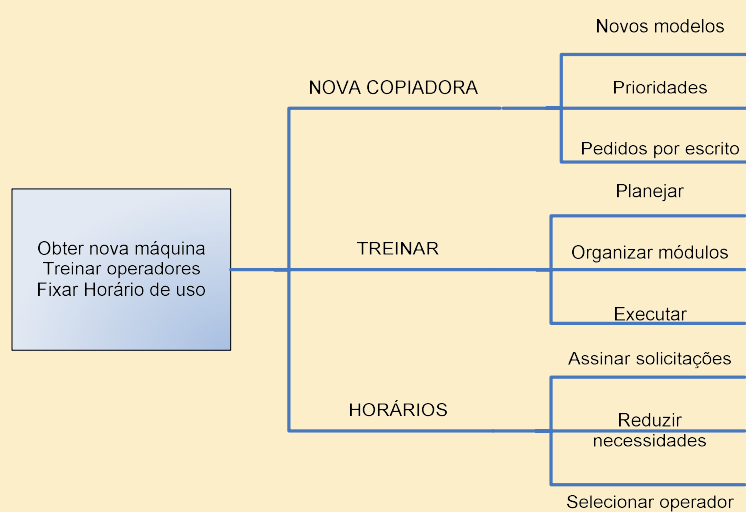 Novos modelos
NOVA COPIADORA
Prioridades
Pedidos por escrito
Planejar
Obter nova máquina
Treinar operadores
Fixar Horário de uso
TREINAR
Organizar módulos
Executar
Assinar solicitações
HORÁRIOS
Reduzir
necessidades
Selecionar operador